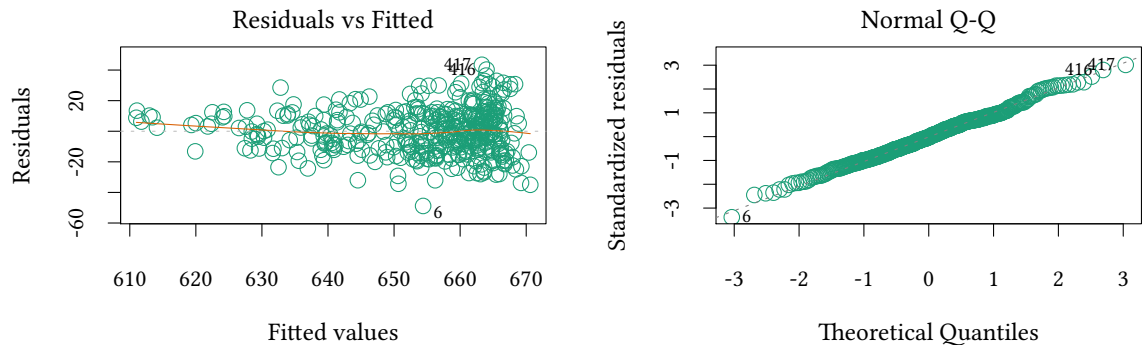 Residuals vs Fitted
Residuals
20
-20
-60
417
416
6
610 620 630 640 650 660 670
Fitted values
Normal Q-Q
Standardized residuals
3
1
-1
-3
416 417
6
-3 -2 -1 0 1 2 3
Theoretical Quantiles